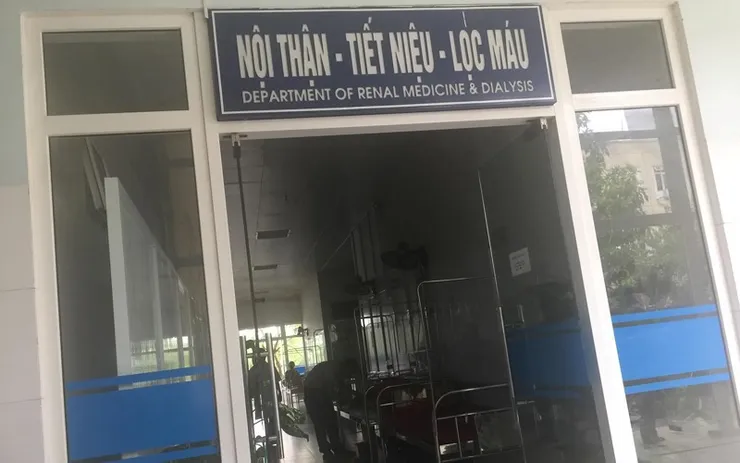 NỘI THẬN - TIẾT NIỆU - LỌC MÁU
DEPARTMENT OF RENAL MEDICINE & DIALYSIS